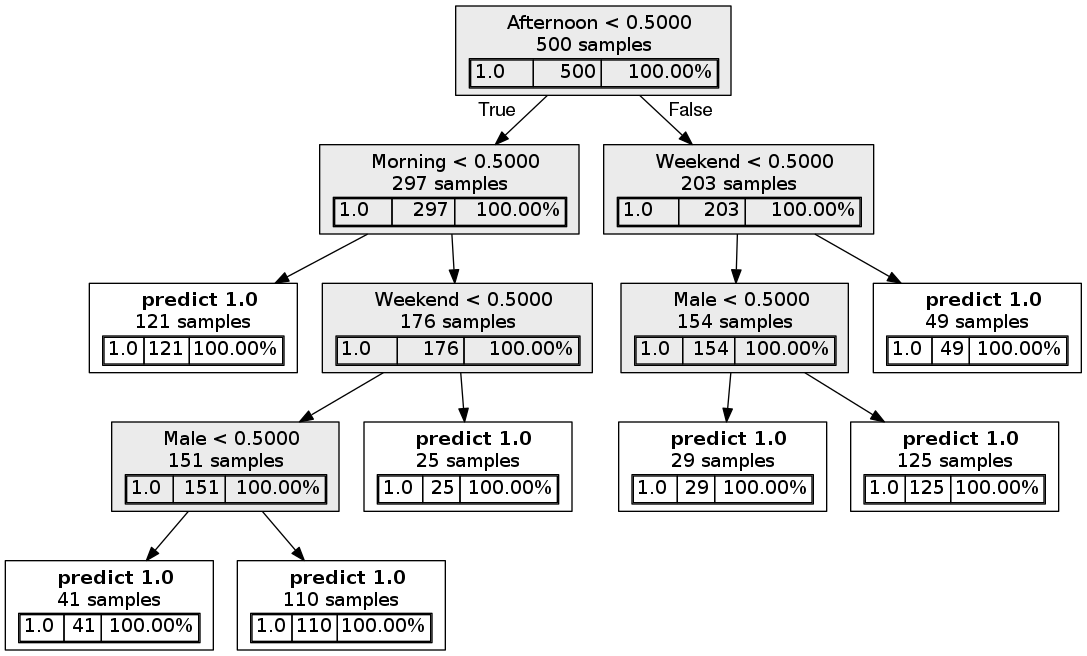 Afternoon < 0.5000
500 samples
1.0 500 100.00%
True
False
Morning < 0.5000
297 samples
1.0 297 100.00%
Weekend < 0.5000
203 samples
1.0 203 100.00%
predict 1.0
121 samples
1.0 121 100.00%
Weekend < 0.5000
176 samples
1.0 176 100.00%
Male < 0.5000
154 samples
1.0 154 100.00%
predict 1.0
49 samples
1.0 49 100.00%
Male < 0.5000
151 samples
1.0 151 100.00%
predict 1.0
25 samples
1.0 25 100.00%
predict 1.0
29 samples
1.0 29 100.00%
predict 1.0
125 samples
1.0 125 100.00%
predict 1.0
41 samples
1.0 41 100.00%
predict 1.0
110 samples
1.0 110 100.00%